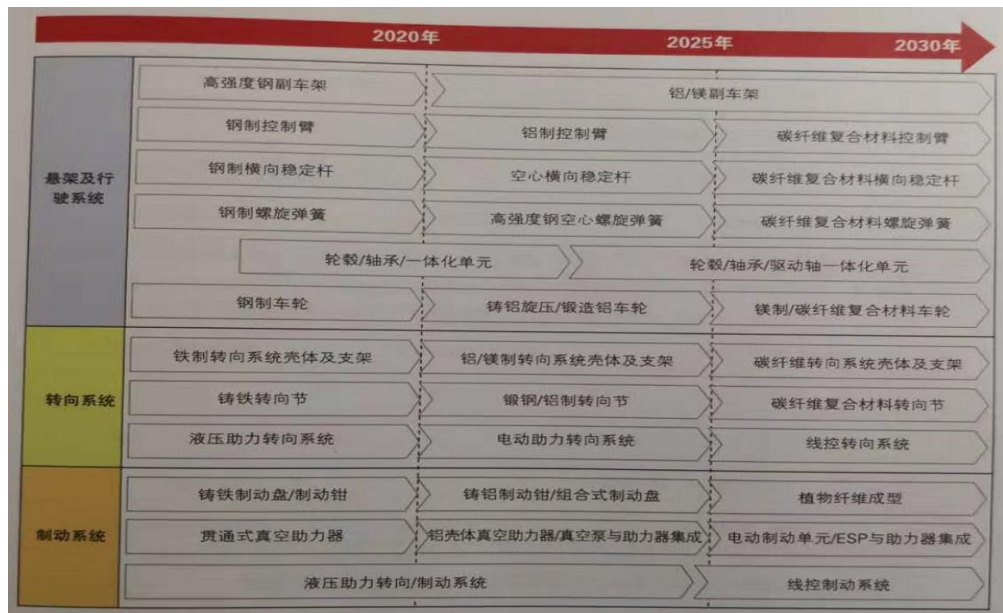 2020年 2025年 2030年
悬架及行
驶系统
高强度钢副车架 铝/镁副车架
钢制控制臂 铝制控制臂 碳纤维复合材料控制臂
钢制横向稳定杆 空心横向稳定杆 碳纤维复合材料横向稳定杆
钢制螺旋弹簧 高强度钢空心螺旋弹簧 碳纤维复合材料螺旋弹簧
轮毂/轴承/一体化单元 轮毂/轴承/驱动轴一体化单元
钢制车轮 铸铝旋压/锻造铝车轮 镁制/碳纤维复合材料车轮
转向系统
铁制转向系统壳体及支架 铝/镁制转向系统壳体及支架 碳纤维转向系统壳体及支架
铸铁转向节 锻钢/铝制转向节 碳纤维复合材料转向节
液压助力转向系统 电动助力转向系统 线控转向系统
制动系统
铸铁制动盘/制动钳 铸铝制动钳/组合式制动盘 植物纤维成型
贯通式真空助力器 铝壳体真空助力器/真空泵与助力器集成 电动制动单元/ESP与助力器集成
液压助力转向/制动系统 线控制动系统